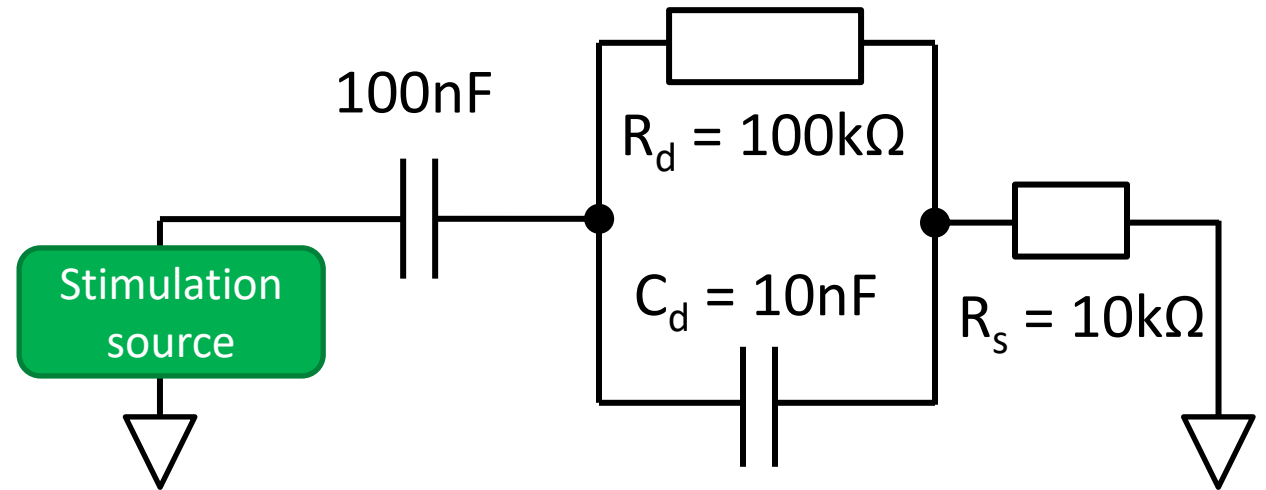 100nF
R_d = 100kΩ
C_d = 10nF
R_s = 10kΩ
Stimulation
source